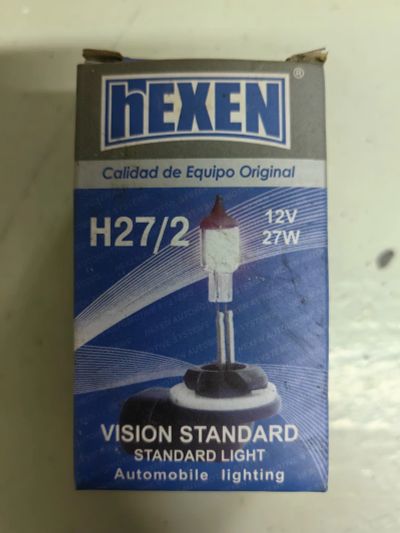 hEXEN®
Calidad de Equipo Original
H27/2
12V
27W
VISION STANDARD
STANDARD LIGHT
Automobile lighting